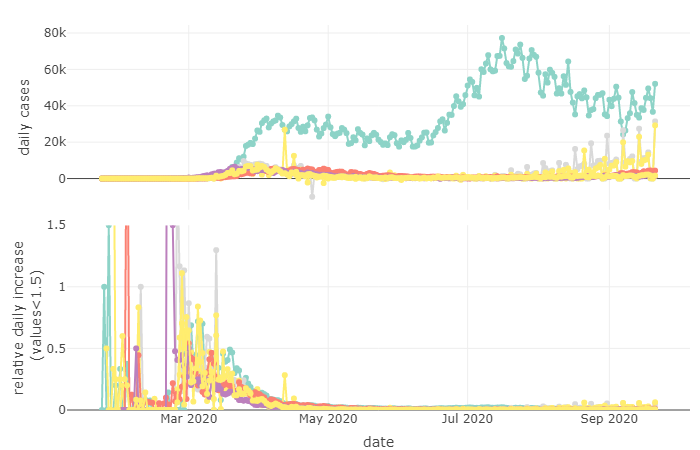 80k
60k
40k
20k
0
daily cases
1.5
1
0.5
0
relative daily increase
(values<1.5)
Mar 2020
May 2020
Jul 2020
Sep 2020
date